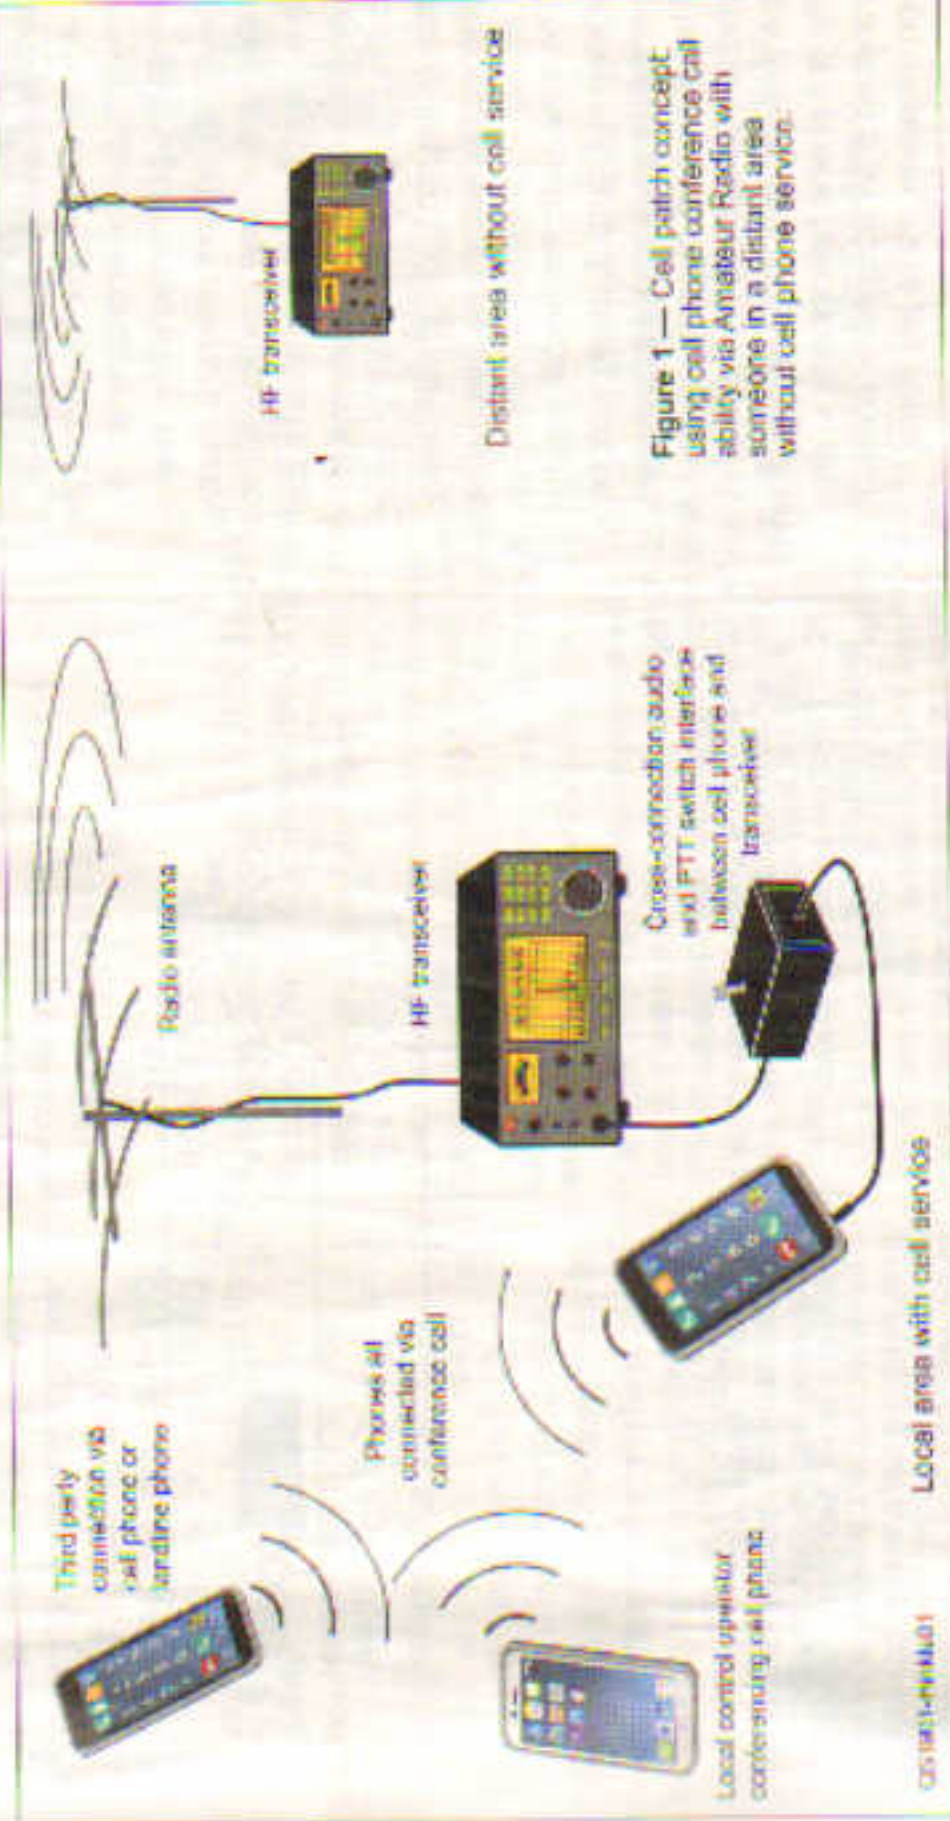 Third party
connection via
cell phone or
landline phone
Phones all
connected via
conference call
Local control operator
conferencing cell phone
Radio antenna
HF transceiver
Cross-connection audio
and PTT switch interface
between cell phone and
transceiver
Local area with cell service
HF transceiver
Distant area without cell service
Figure 1 — Cell patch concept
using cell phone conference call
ability via Amateur Radio with
someone in a distant area
without cell phone service.